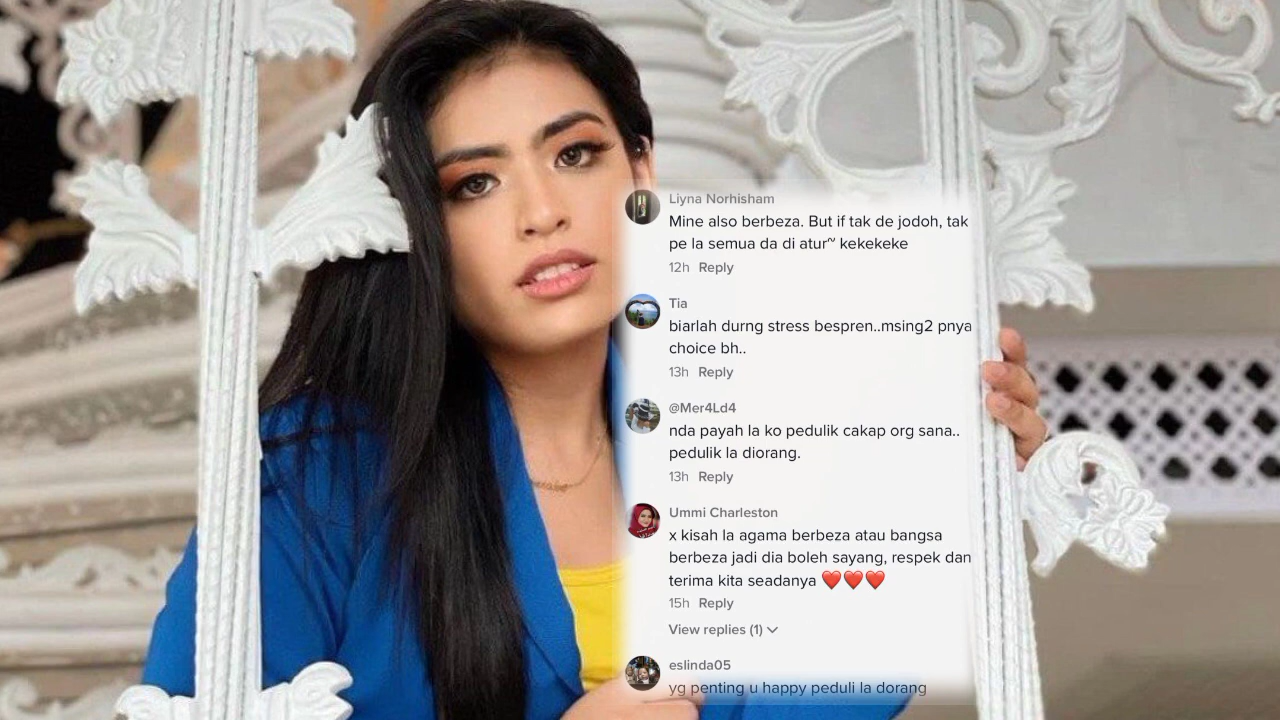 Liyna Norhisham
Mine also berbeza. But if tak de jodoh, tak
pe la semua da di atur~ kekekeke
12h Reply
Tia
biarlah durng stress bespren..msing2 pnya
choice bh..
13h Reply
@Mer4Ld4
nda payah la ko pedulik cakap org sana..
pedulik la diorang.
13h Reply
Ummi Charleston
x kisah la agama berbeza atau bangsa
berbeza jadi dia boleh sayang, respek dan
terima kita seadanya ❤️❤️❤️
15h Reply
View replies (1)
eslinda05
yg penting u happy peduli la dorang